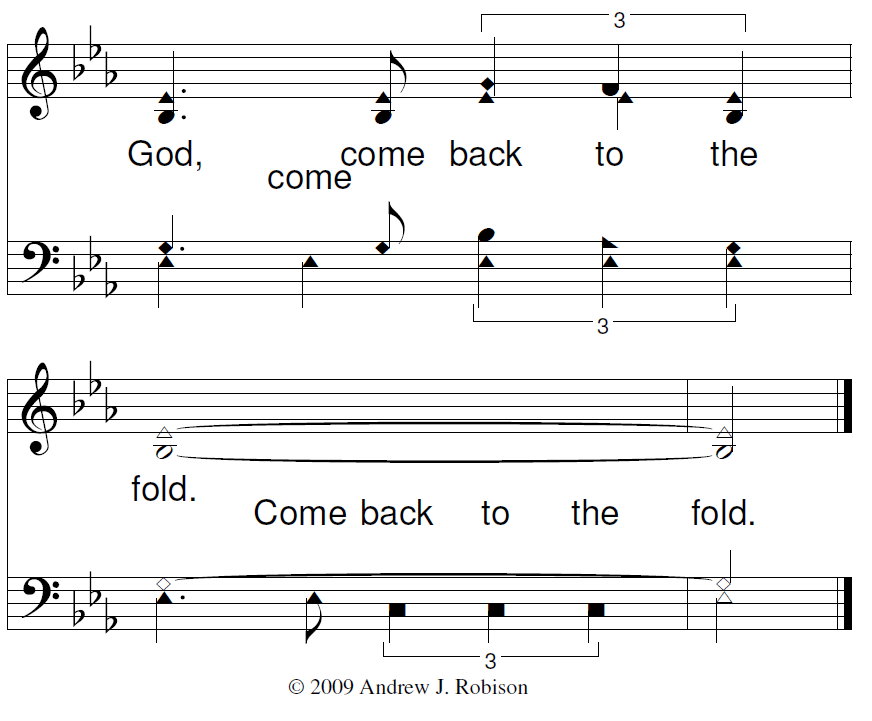 3
God, come back to the
come
3
fold.
Come back to the fold.
3
© 2009 Andrew J. Robison